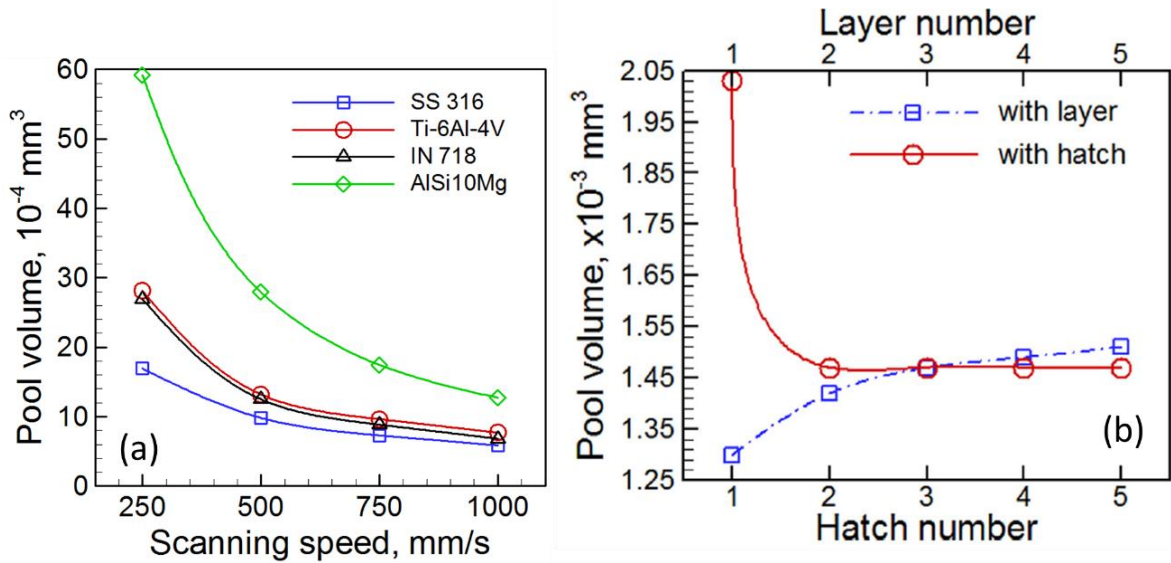 60
50
40
30
20
10
0
Pool volume, 10⁻⁴ mm³
SS 316
Ti-6Al-4V
IN 718
AlSi10Mg
(a)
250 500 750 1000
Scanning speed, mm/s
Layer number
1 2 3 4 5
2.05
1.95
1.85
1.75
1.65
1.55
1.45
1.35
1.25
Pool volume, x10⁻³ mm³
with layer
with hatch
(b)
1 2 3 4 5
Hatch number